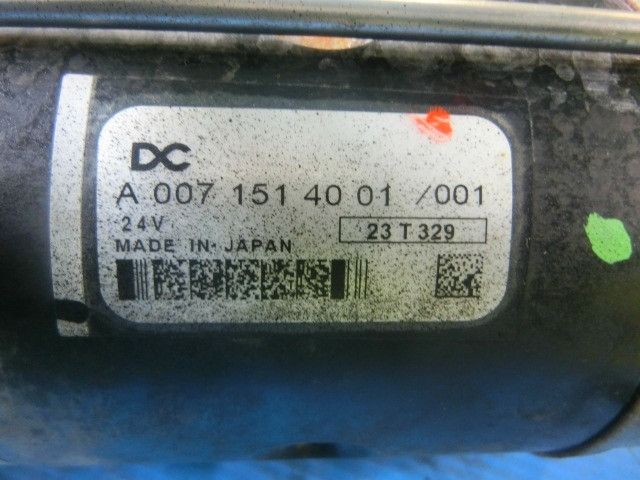 DC
A 007 151 40 01 /001
24V
23 T 329
MADE IN JAPAN